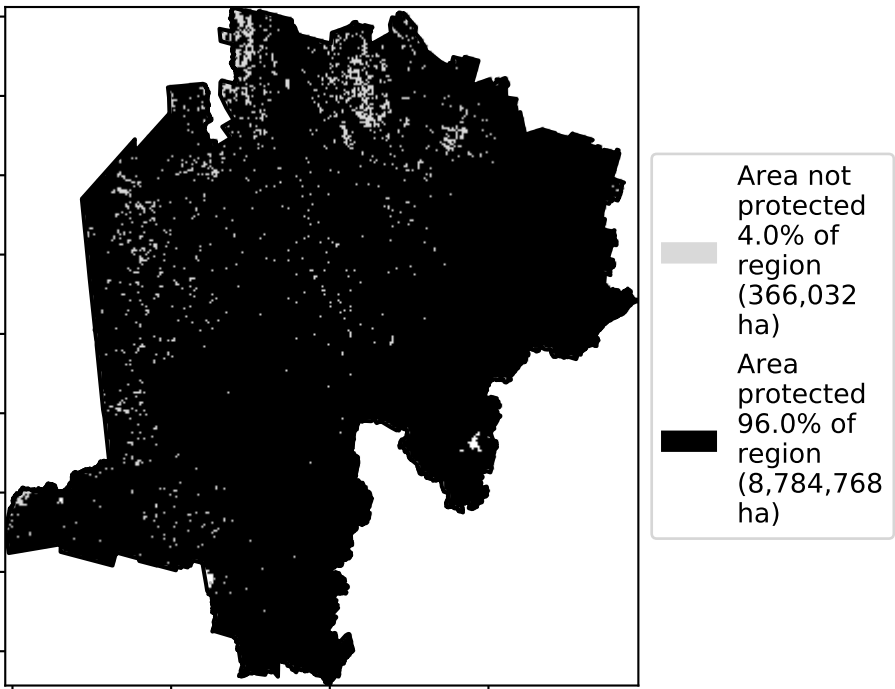 Area not
protected
4.0% of
region
(366,032
ha)
Area
protected
96.0% of
region
(8,784,768
ha)